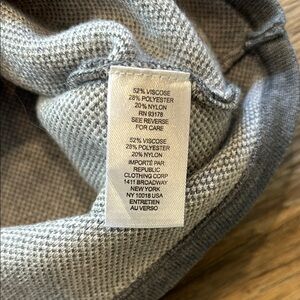 52% VISCOSE
28% POLYESTER
20% NYLON
RN 93178
SEE REVERSE
FOR CARE
52% VISCOSE
28% POLYESTER
20% NYLON
IMPORTÉ PAR
REPUBLIC
CLOTHING CORP
1411 BROADWAY
NEW YORK
NY 10018 USA
ENTRETIEN
AU VERSO